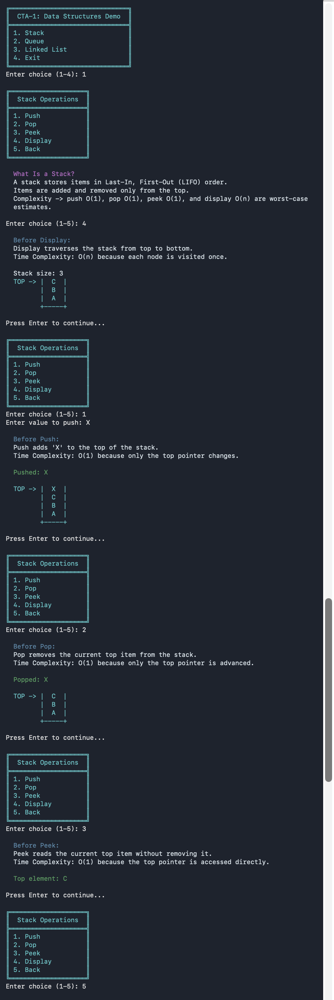 CTA-1: Data Structures Demo
1. Stack
2. Queue
3. Linked List
4. Exit
Enter choice (1-4): 1
Stack Operations
1. Push
2. Pop
3. Peek
4. Display
5. Back
What Is a Stack?
A stack stores items in Last-In, First-Out (LIFO) order.
Items are added and removed only from the top.
Complexity -> push O(1), pop O(1), peek O(1), and display O(n) are worst-case
estimates.
Enter choice (1-5): 4
Before Display:
Display traverses the stack from top to bottom.
Time Complexity: O(n) because each node is visited once.
Stack size: 3
TOP -> |  C  |
|  B  |
|  A  |
+-----+
Press Enter to continue...
Stack Operations
1. Push
2. Pop
3. Peek
4. Display
5. Back
Enter choice (1-5): 1
Enter value to push: X
Before Push:
Push adds 'X' to the top of the stack.
Time Complexity: O(1) because only the top pointer changes.
Pushed: X
TOP -> |  X  |
|  C  |
|  B  |
|  A  |
+-----+
Press Enter to continue...
Stack Operations
1. Push
2. Pop
3. Peek
4. Display
5. Back
Enter choice (1-5): 2
Before Pop:
Pop removes the current top item from the stack.
Time Complexity: O(1) because only the top pointer is advanced.
Popped: X
TOP -> |  C  |
|  B  |
|  A  |
+-----+
Press Enter to continue...
Stack Operations
1. Push
2. Pop
3. Peek
4. Display
5. Back
Enter choice (1-5): 3
Before Peek:
Peek reads the current top item without removing it.
Time Complexity: O(1) because the top pointer is accessed directly.
Top element: C
Press Enter to continue...
Stack Operations
1. Push
2. Pop
3. Peek
4. Display
5. Back
Enter choice (1-5): 5